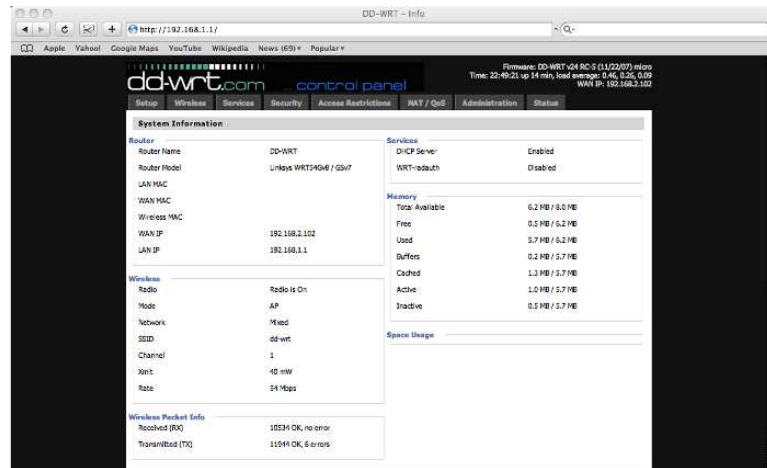 DD-WRT – Info
http://192.168.1.1/
Q-
Apple Yahoo! Google Maps YouTube Wikipedia News (69) Popular
dd-wrt.com ... control panel
Firmware: DD-WRT v24 RC-5 (11/22/07) micro
Time: 22:49:21 up 14 min, load average: 0.46, 0.26, 0.09
WAN IP: 192.168.2.102
Setup Wireless Services Security Access Restrictions NAT / QoS Administration Status
System Information
Router
Router Name DD-WRT
Router Model Linksys WRT54Gv8 / GSv7
LAN MAC
WAN MAC
Wireless MAC
WAN IP 192.168.2.102
LAN IP 192.168.1.1
Wireless
Radio Radio is On
Mode AP
Network Mixed
SSID dd-wrt
Channel 1
Xmit 40 mW
Rate 54 Mbps
Wireless Packet Info
Received (RX) 10534 OK, no error
Transmitted (TX) 11944 OK, 6 errors
Services
DHCP Server Enabled
WRT-radauth Disabled
Memory
Total Available 6.2 MB / 8.0 MB
Free 0.5 MB / 6.2 MB
Used 5.7 MB / 6.2 MB
Buffers 0.2 MB / 5.7 MB
Cached 1.3 MB / 5.7 MB
Active 1.0 MB / 5.7 MB
Inactive 0.5 MB / 5.7 MB
Space Usage